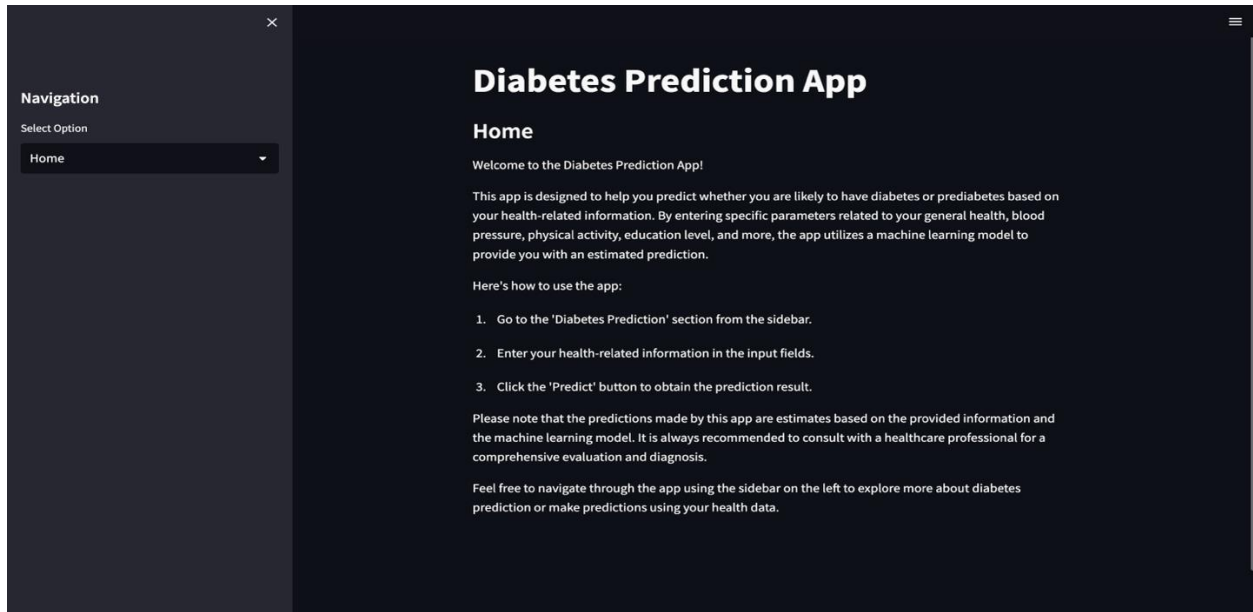 Navigation
Select Option
Home
Diabetes Prediction App
Home
Welcome to the Diabetes Prediction App!
This app is designed to help you predict whether you are likely to have diabetes or prediabetes based on
your health-related information. By entering specific parameters related to your general health, blood
pressure, physical activity, education level, and more, the app utilizes a machine learning model to
provide you with an estimated prediction.
Here's how to use the app:
1. Go to the 'Diabetes Prediction' section from the sidebar.
2. Enter your health-related information in the input fields.
3. Click the 'Predict' button to obtain the prediction result.
Please note that the predictions made by this app are estimates based on the provided information and
the machine learning model. It is always recommended to consult with a healthcare professional for a
comprehensive evaluation and diagnosis.
Feel free to navigate through the app using the sidebar on the left to explore more about diabetes
prediction or make predictions using your health data.